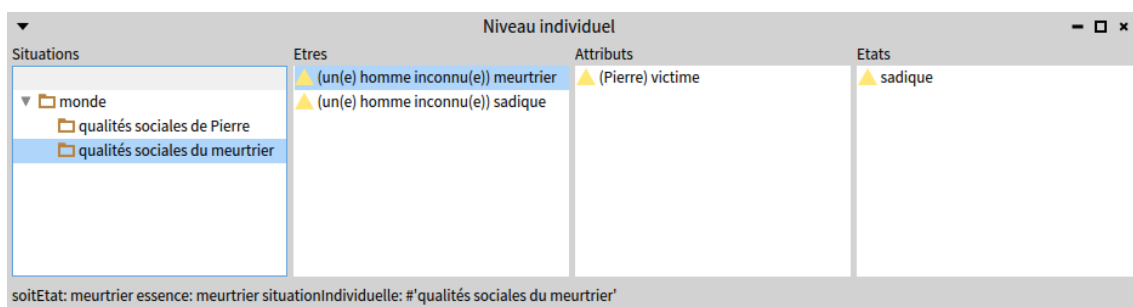 Niveau individuel
Situations Etres Attributs Etats
(un(e) homme inconnu(e)) meurtrier (Pierre) victime sadique
monde (un(e) homme inconnu(e)) sadique
qualités sociales de Pierre
qualités sociales du meurtrier
soitEtat: meurtrier essence: meurtrier situationIndividuelle: #'qualités sociales du meurtrier'